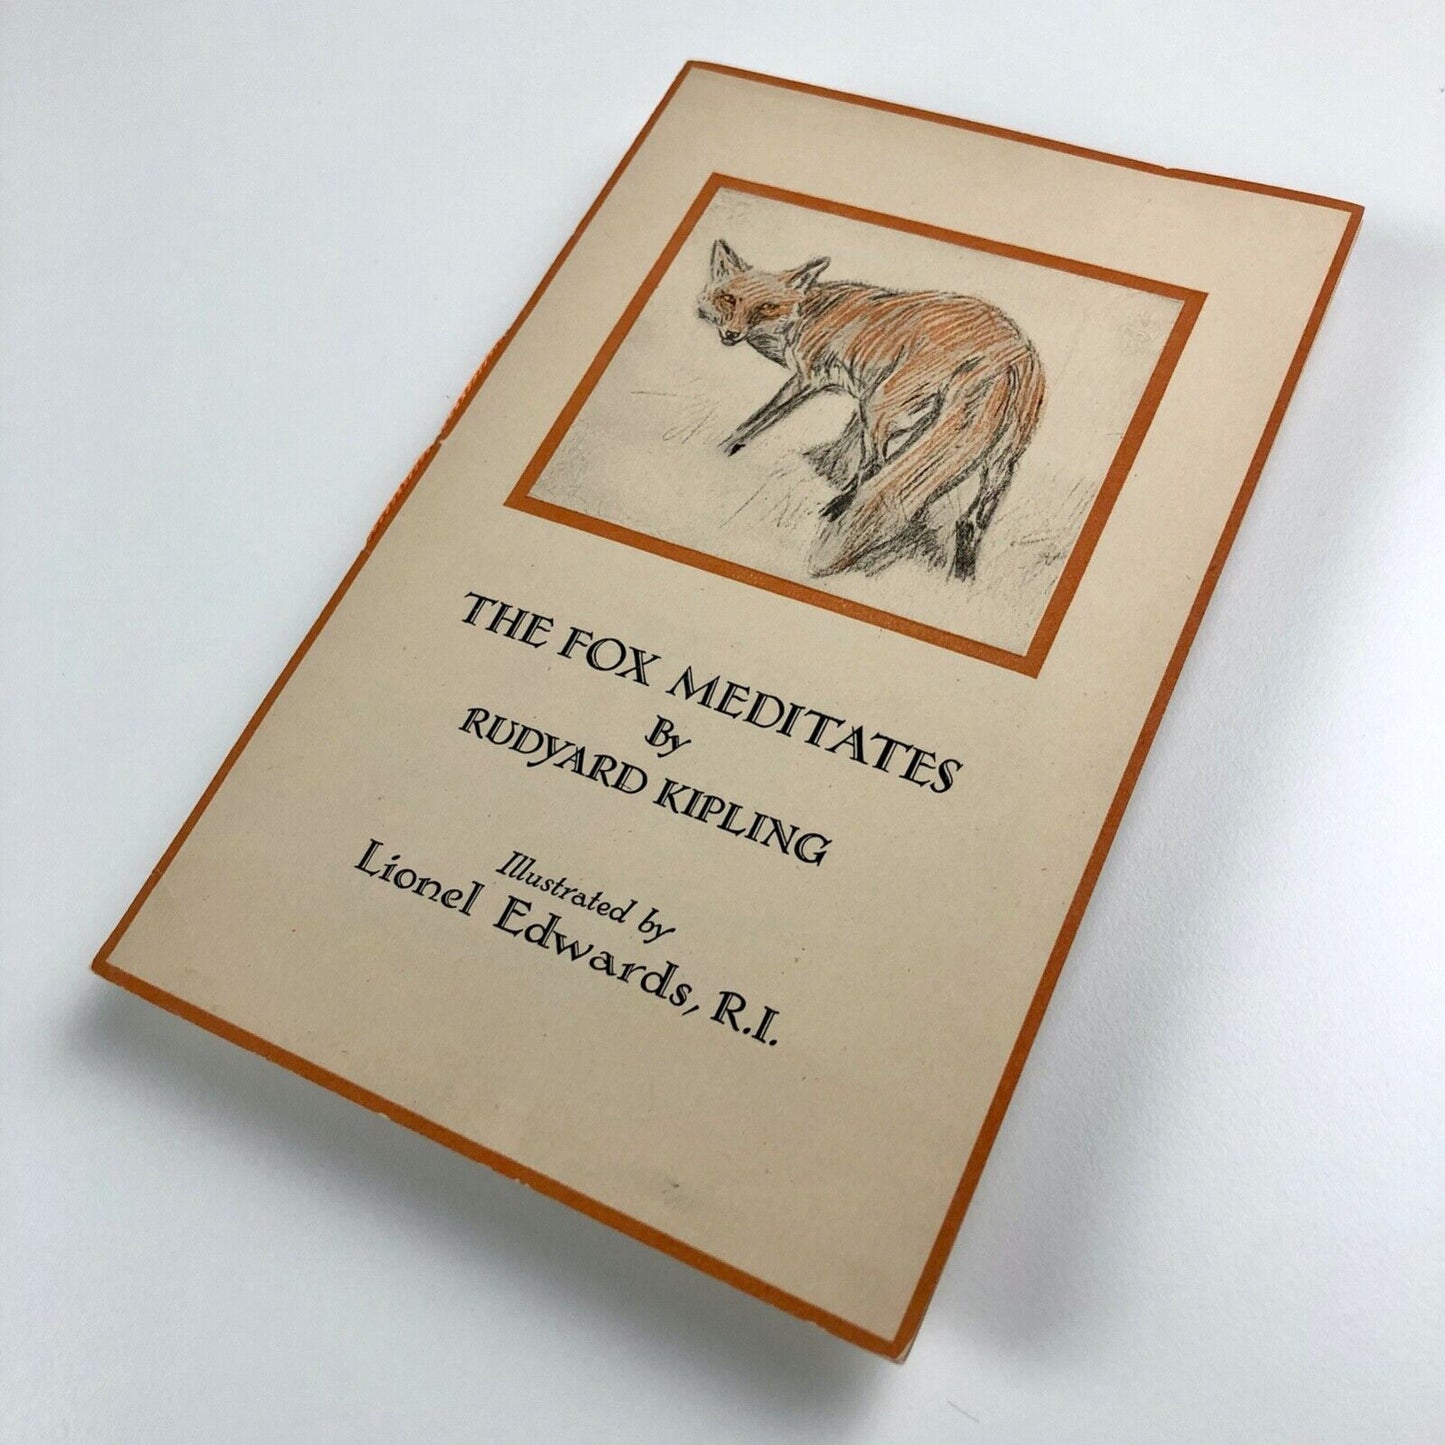 THE FOX MEDITATES
By
RUDYARD KIPLING
Illustrated by
Lionel Edwards, R.I.